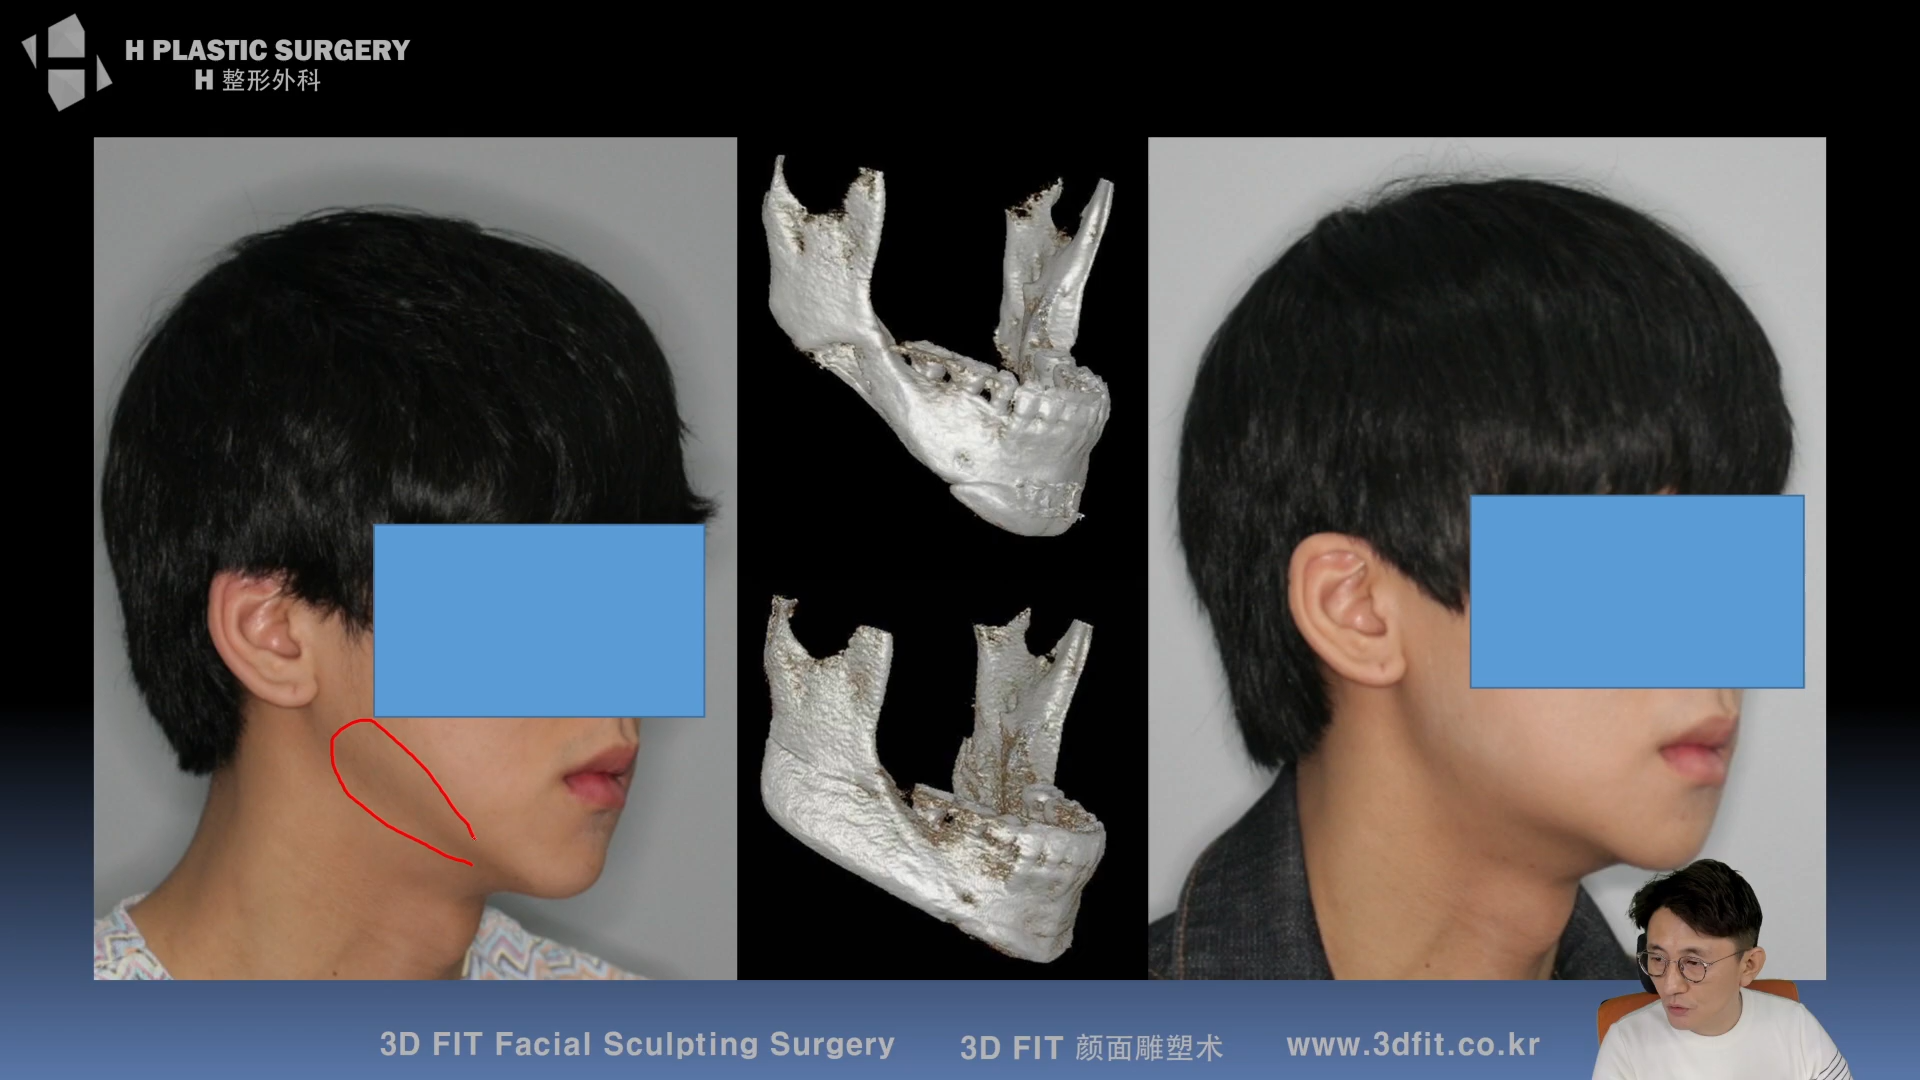 H PLASTIC SURGERY
H 整形外科
3D FIT Facial Sculpting Surgery 3D FIT 颜面雕塑术 www.3dfit.co.kr